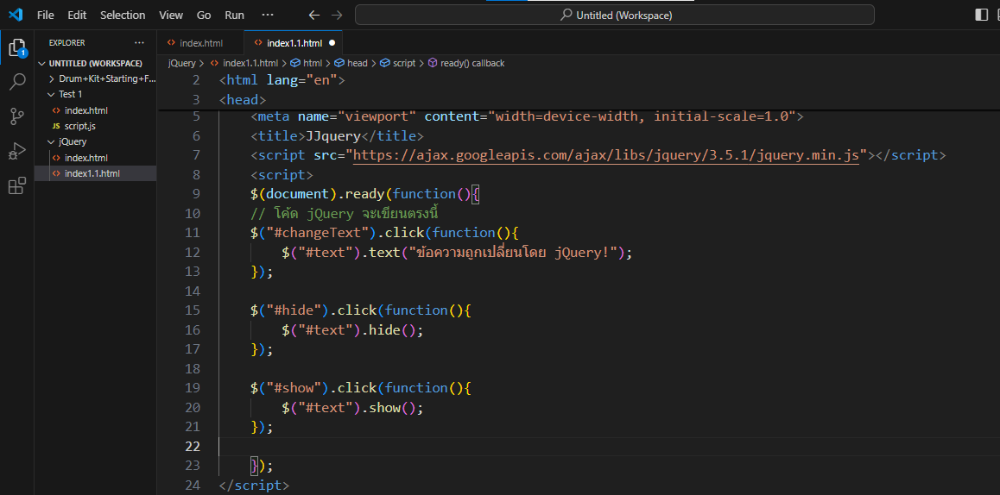 File Edit Selection View Go Run ··· Untitled (Workspace)
EXPLORER ···
index.html
index1.1.html
1
UNTITLED (WORKSPACE)
Drum+Kit+Starting+F...
Test 1
index.html
JS script.js
jQuery
index.html
index1.1.html
jQuery > index1.1.html > html > head > script > ready() callback
2 <html lang="en">
3 <head>
5 <meta name="viewport" content="width=device-width, initial-scale=1.0">
6 <title>JJquery</title>
7 <script src="https://ajax.googleapis.com/ajax/libs/jquery/3.5.1/jquery.min.js"></script>
8 <script>
9 $(document).ready(function(){
10 // โค้ด jQuery จะเขียนตรงนี้
11 $("#changeText").click(function(){
12 $("#text").text("ข้อความถูกเปลี่ยนโดย jQuery!");
13 });
14
15 $("#hide").click(function(){
16 $("#text").hide();
17 });
18
19 $("#show").click(function(){
20 $("#text").show();
21 });
22
23 });
24 </script>